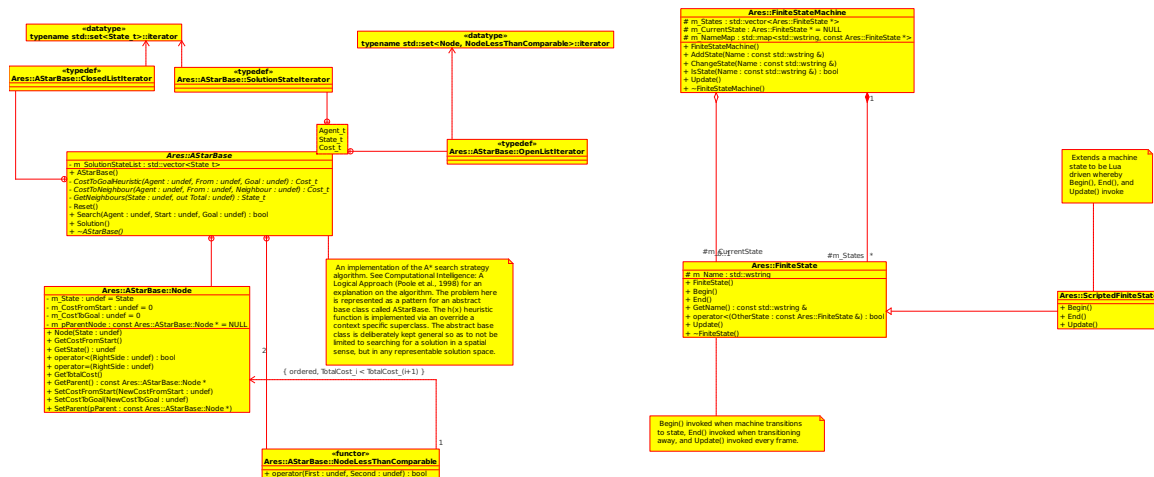 «datatype»
typename std::set<State_t>::iterator
«datatype»
typename std::set<Node, NodeLessThanComparable>::iterator
«typedef»
Ares::AStarBase::ClosedListIterator
«typedef»
Ares::AStarBase::SolutionStateIterator
Agent_t
State_t
Cost_t
«typedef»
Ares::AStarBase::OpenListIterator
Ares::AStarBase
- m_SolutionStateList : std::vector<State_t>
+ AStarBase()
- CostToGoalHeuristic(Agent : undef, From : undef, Goal : undef) : Cost_t
- CostToNeighbour(Agent : undef, From : undef, Neighbour : undef) : Cost_t
- GetNeighbours(State : undef, out Total : undef) : State_t
- Reset()
+ Search(Agent : undef, Start : undef, Goal : undef) : bool
+ Solution()
+ ~AStarBase()
An implementation of the A* search strategy
algorithm. See Computational Intelligence: A
Logical Approach (Poole et al., 1998) for an
explanation on the algorithm. The problem here
is represented as a pattern for an abstract
base class called AStarBase. The h(x) heuristic
function is implemented via an override a
context specific superclass. The abstract base
class is deliberately kept general so as to not be
limited to searching for a solution in a spatial
sense, but in any representable solution space.
Ares::AStarBase::Node
- m_State : undef = State
- m_CostFromStart : undef = 0
- m_CostToGoal : undef = 0
- m_pParentNode : const Ares::AStarBase::Node * = NULL
+ Node(State : undef)
+ GetCostFromStart()
+ GetState() : undef
+ operator<(RightSide : undef) : bool
+ operator=(RightSide : undef)
+ GetTotalCost()
+ GetParent() : const Ares::AStarBase::Node *
+ SetCostFromStart(NewCostFromStart : undef)
+ SetCostToGoal(NewCostToGoal : undef)
+ SetParent(pParent : const Ares::AStarBase::Node *)
2
{ ordered, TotalCost_i < TotalCost_(i+1) }
1
«functor»
Ares::AStarBase::NodeLessThanComparable
+ operator(First : undef, Second : undef) : bool
Ares::FiniteStateMachine
# m_States : std::vector<Ares::FiniteState *>
# m_CurrentState : Ares::FiniteState * = NULL
# m_NameMap : std::map<std::wstring, const Ares::FiniteState *>
+ FiniteStateMachine()
+ AddState(Name : const std::wstring &)
+ ChangeState(Name : const std::wstring &)
+ IsState(Name : const std::wstring &) : bool
+ Update()
+ ~FiniteStateMachine()
1
Extends a machine
state to be Lua
driven whereby
Begin(), End(), and
Update() invoke
#m_CurrentState
0..1
#m_States *
Ares::FiniteState
# m_Name : std::wstring
+ FiniteState()
+ Begin()
+ End()
+ GetName() : const std::wstring &
+ operator<(OtherState : const Ares::FiniteState &) : bool
+ Update()
+ ~FiniteState()
Ares::ScriptedFiniteState
+ Begin()
+ End()
+ Update()
Begin() invoked when machine transitions
to state, End() invoked when transitioning
away, and Update() invoked every frame.